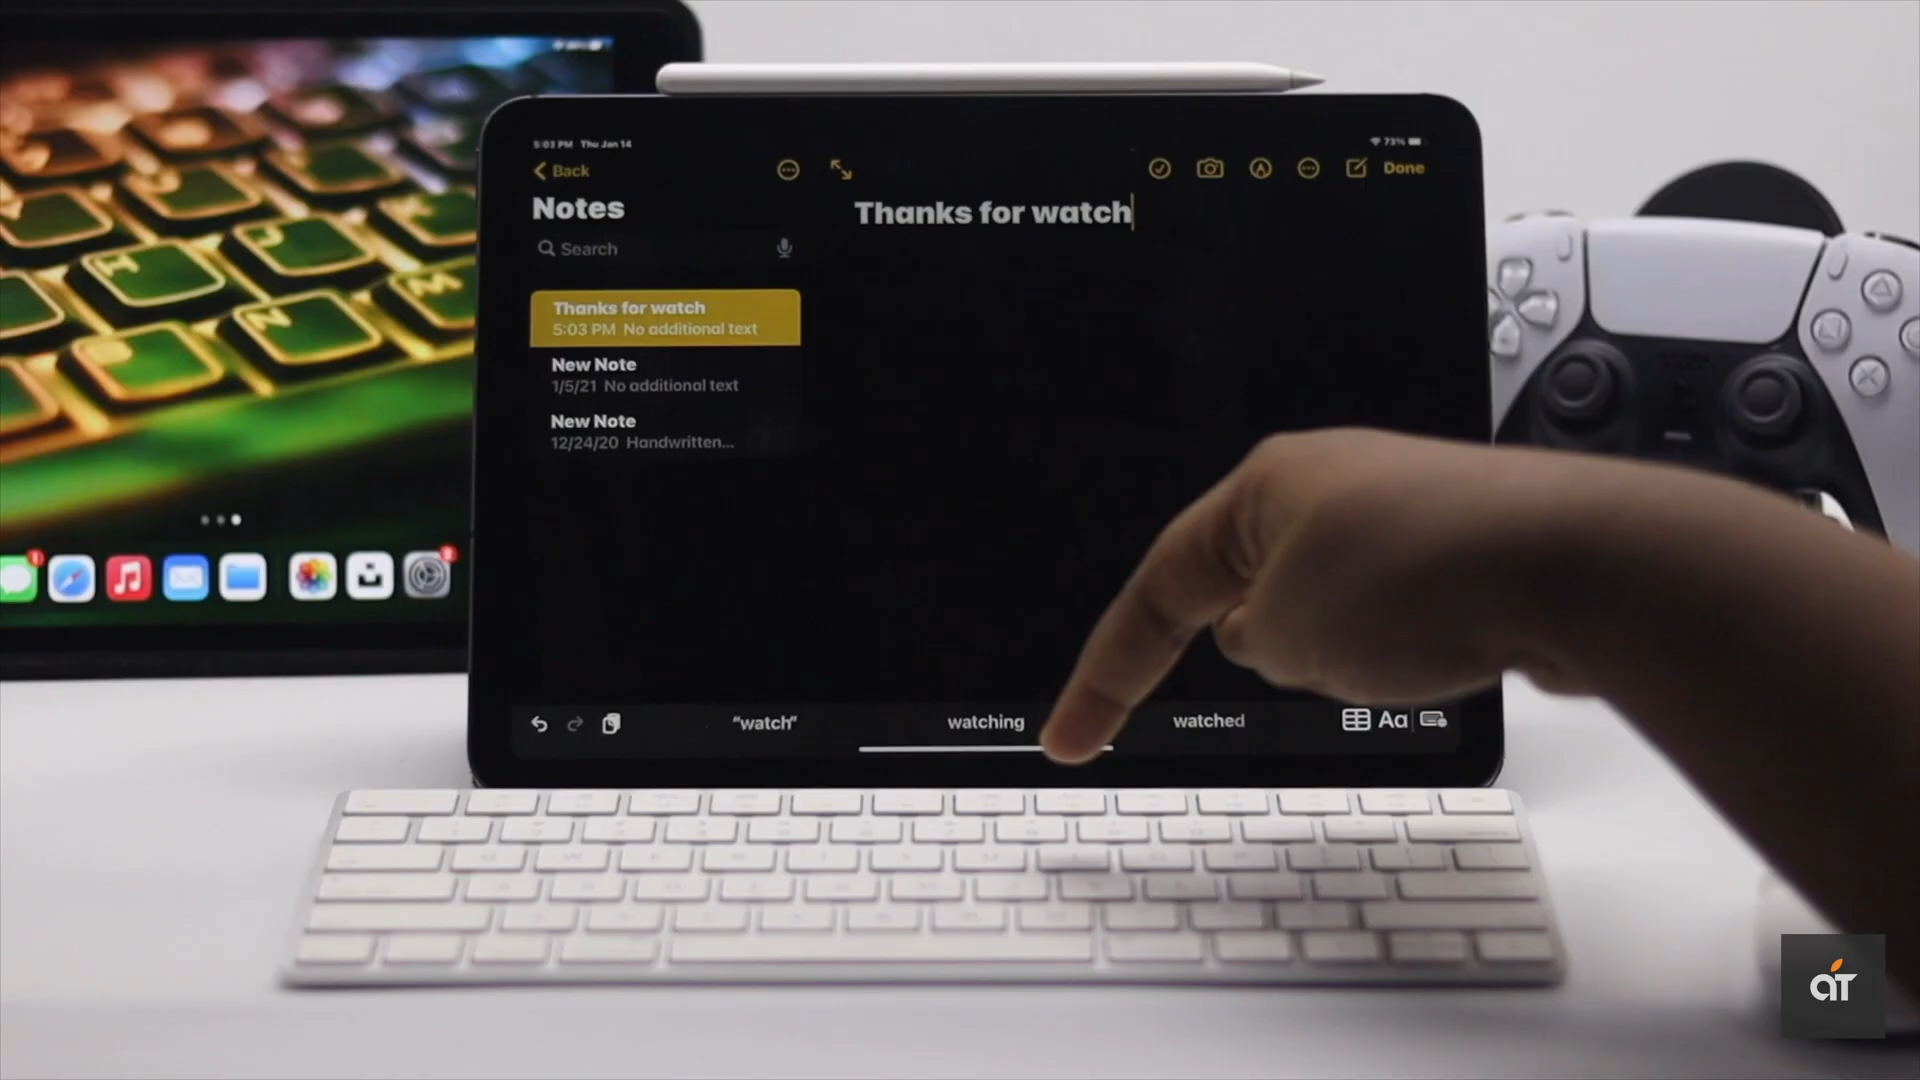 5:03 PM Thu Jan 14
73%
Back
Done
Notes
Thanks for watch
Search
Thanks for watch
5:03 PM No additional text
New Note
1/5/21 No additional text
New Note
12/24/20 Handwritten...
“watch”
watching
watched
Aa
aT